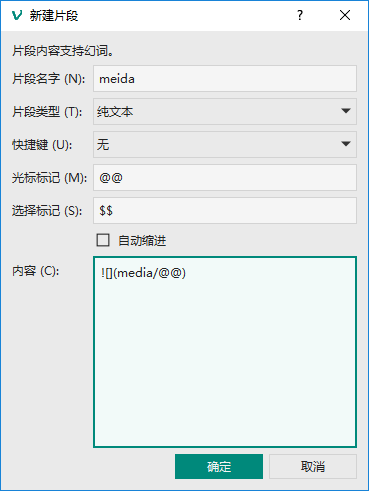 新建片段
片段内容支持幻词。
片段名字 (N): meida
片段类型 (T): 纯文本
快捷键 (U): 无
光标标记 (M): @@
选择标记 (S): $$
自动缩进
内容 (C): ![](media/@@)
确定 取消